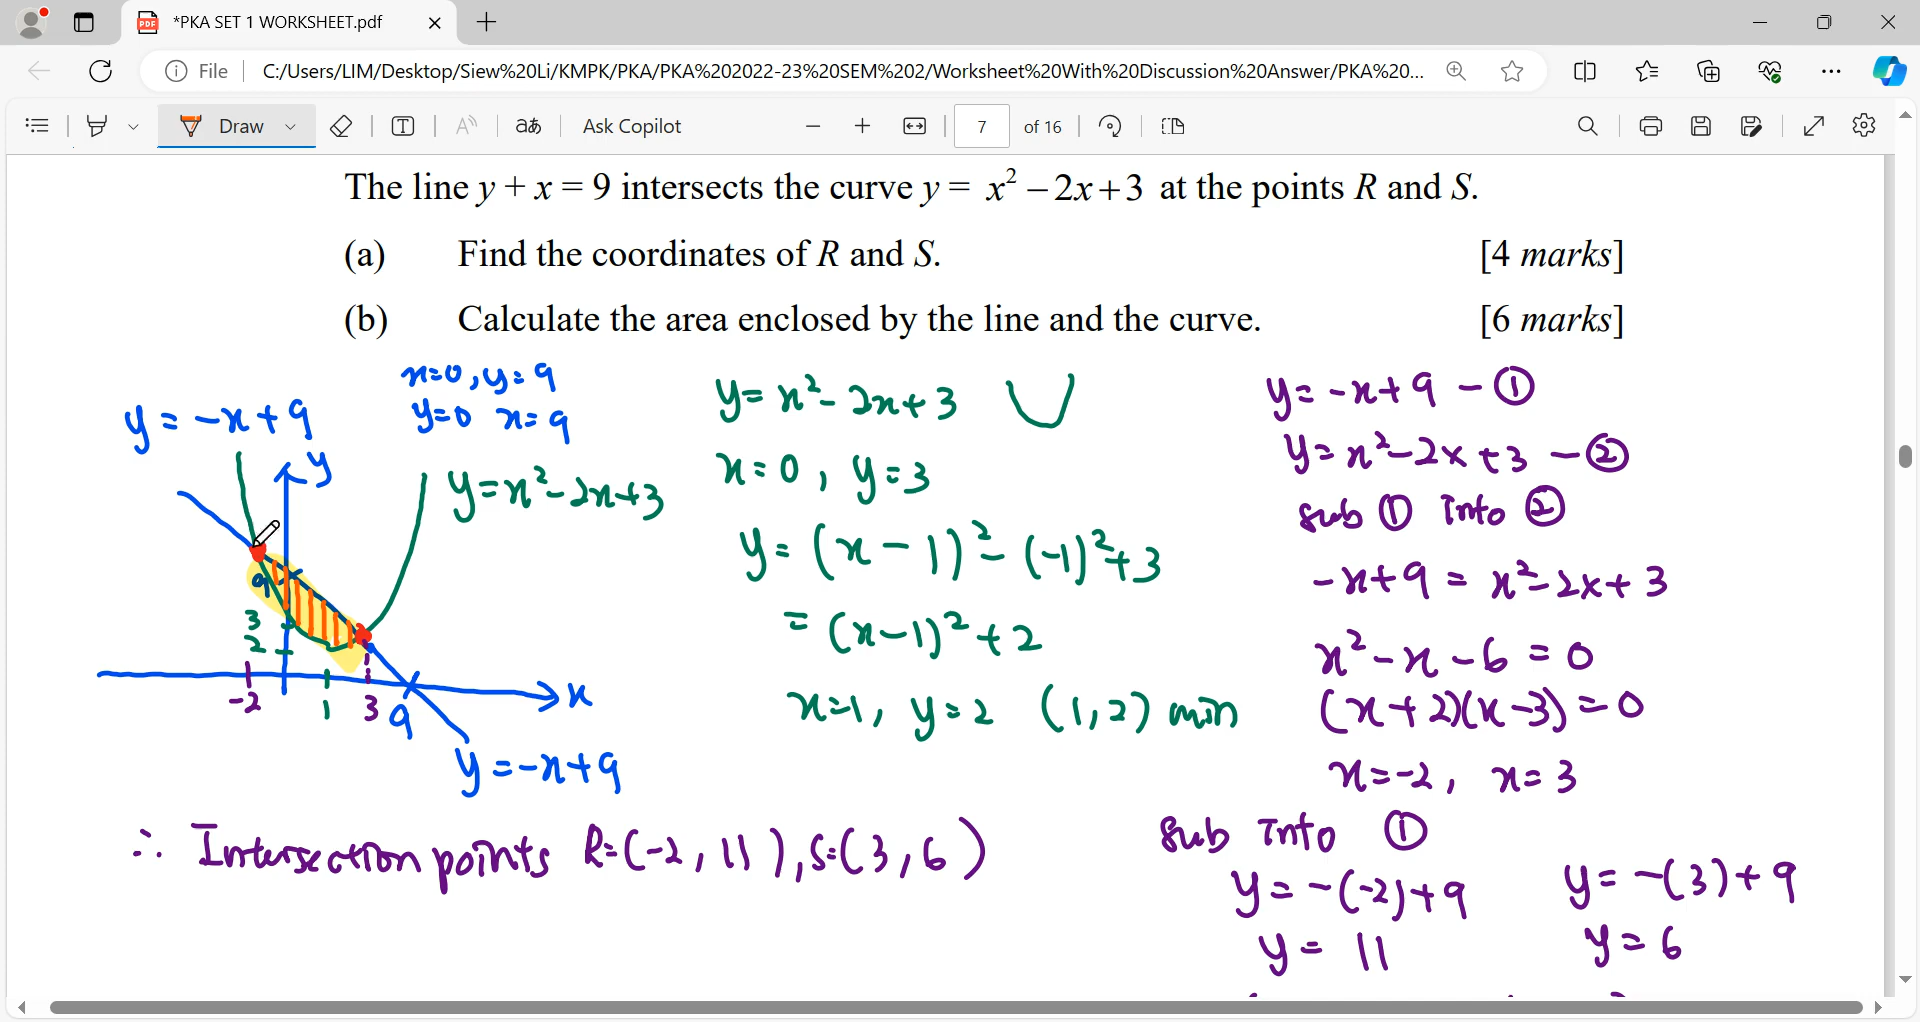 *PKA SET 1 WORKSHEET.pdf
File
C:/Users/LIM/Desktop/Siew%20Li/KMPK/PKA/PKA%202022-23%20SEM%202/Worksheet%20With%20Discussion%20Answer/PKA%20...
Draw
aあ
Ask Copilot
7 of 16
The line y + x = 9 intersects the curve y = x² − 2x + 3 at the points R and S.
(a) Find the coordinates of R and S. [4 marks]
(b) Calculate the area enclosed by the line and the curve. [6 marks]
x=0, y=9
y=0 x=9
y = -x+9
y
y=x²-2x+3
9
3
2
-2 1 3 9
x
y=-x+9
y= x²- 2x+3
x=0, y=3
y= (x-1)²-(-1)²+3
= (x-1)²+2
x=1, y=2 (1,2) min
y= -x+9 - ①
y= x²-2x+3 - ②
sub ① into ②
-x+9 = x²-2x+3
x²-x-6=0
(x+2)(x-3)=0
x=-2, x=3
sub into ①
y=-(-2)+9 y=-(3)+9
y= 11 y=6
∴ Intersection points R=(-2,11), S=(3,6)